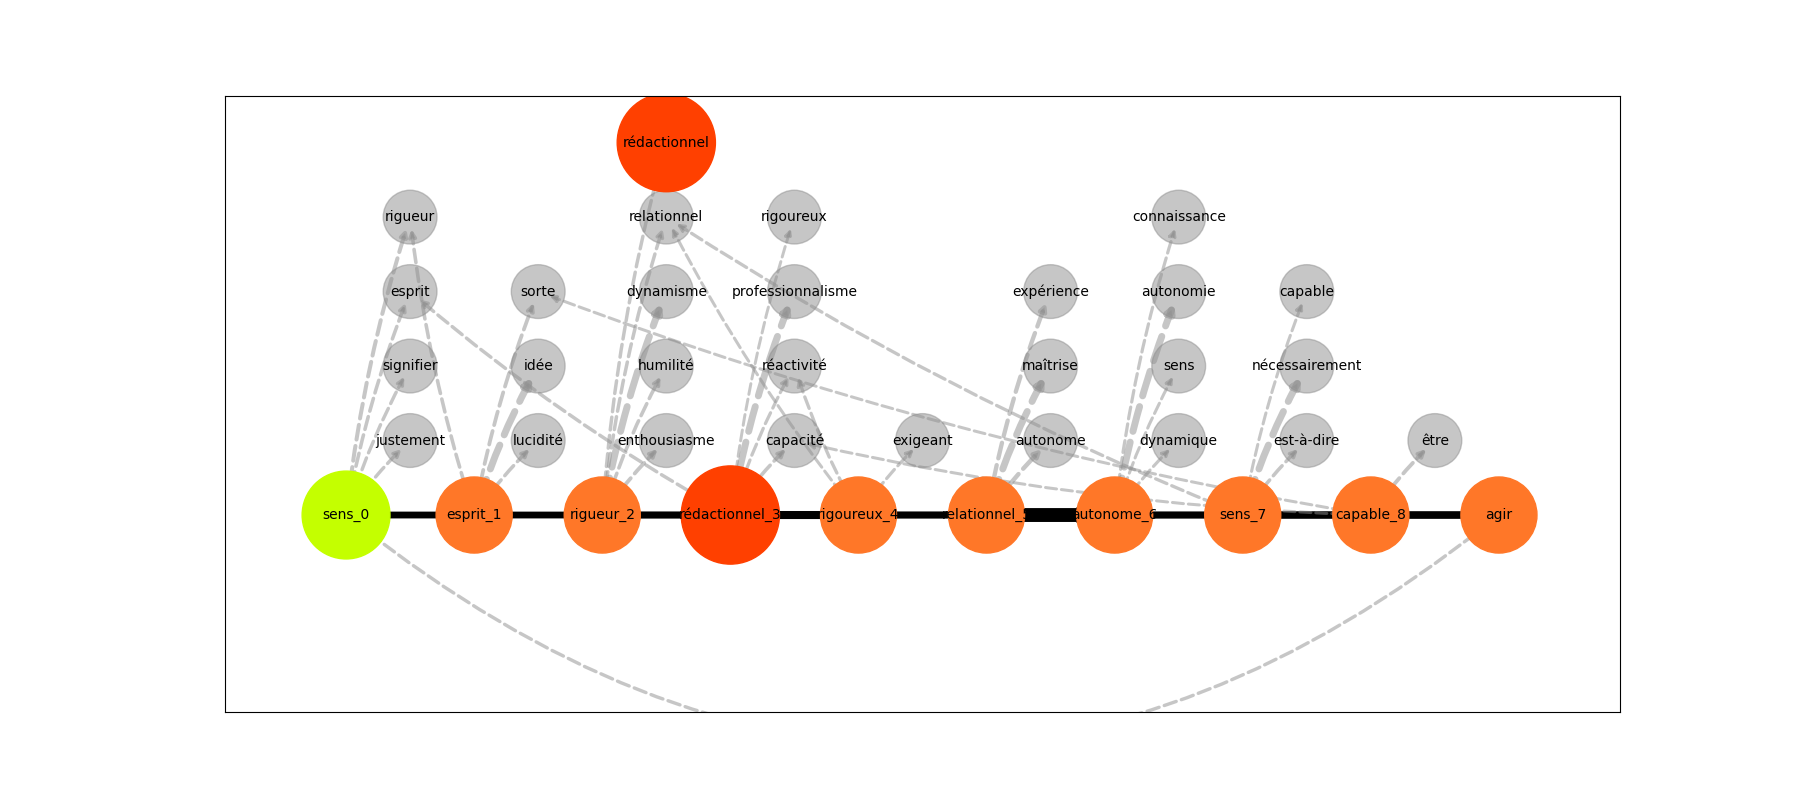 rédactionnel
rigueur
relationnel
rigoureux
connaissance
esprit
sorte
dynamisme
professionnalisme
expérience
autonomie
capable
signifier
idée
humilité
réactivité
maîtrise
sens
nécessairement
justement
lucidité
enthousiasme
capacité
exigeant
autonome
dynamique
est-à-dire
être
sens_0
esprit_1
rigueur_2
rédactionnel_3
rigoureux_4
relationnel_5
autonome_6
sens_7
capable_8
agir